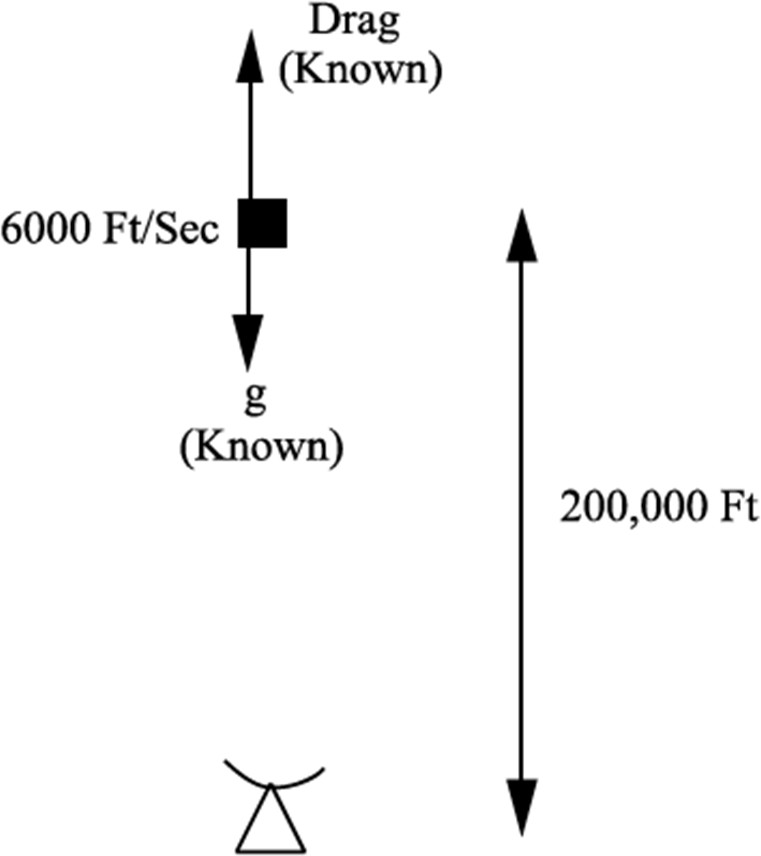 Drag
(Known)
6000 Ft/Sec
g
(Known)
200,000 Ft